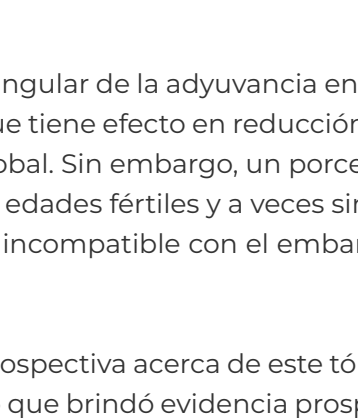 ngular de la adyuvancia en
ue tiene efecto en reducción
obal. Sin embargo, un porce
edades fértiles y a veces sin
incompatible con el embar
ospectiva acerca de este tó
que brindó evidencia prosp